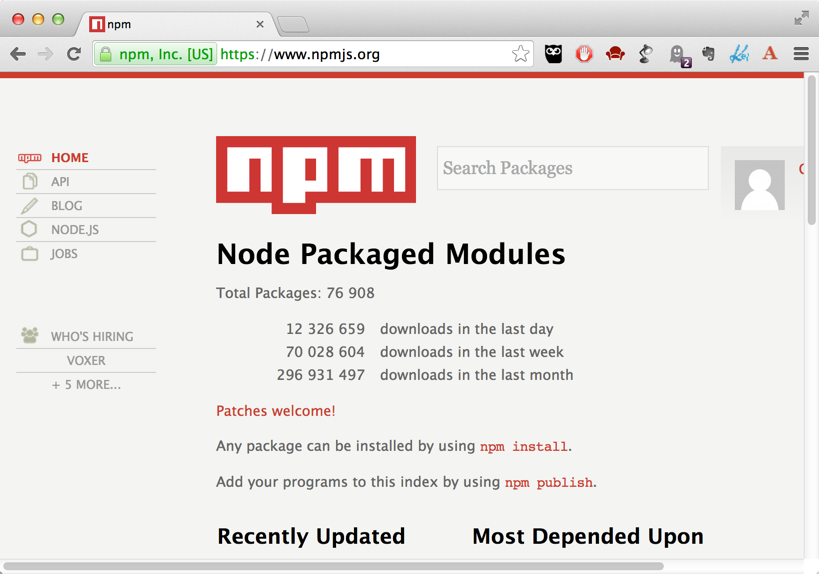 npm
npm, Inc. [US] https://www.npmjs.org
2
A
npm HOME
API
BLOG
NODE.JS
JOBS
WHO'S HIRING
VOXER
+ 5 MORE...
npm
Search Packages
Node Packaged Modules
Total Packages: 76 908
12 326 659 downloads in the last day
70 028 604 downloads in the last week
296 931 497 downloads in the last month
Patches welcome!
Any package can be installed by using npm install.
Add your programs to this index by using npm publish.
Recently Updated Most Depended Upon